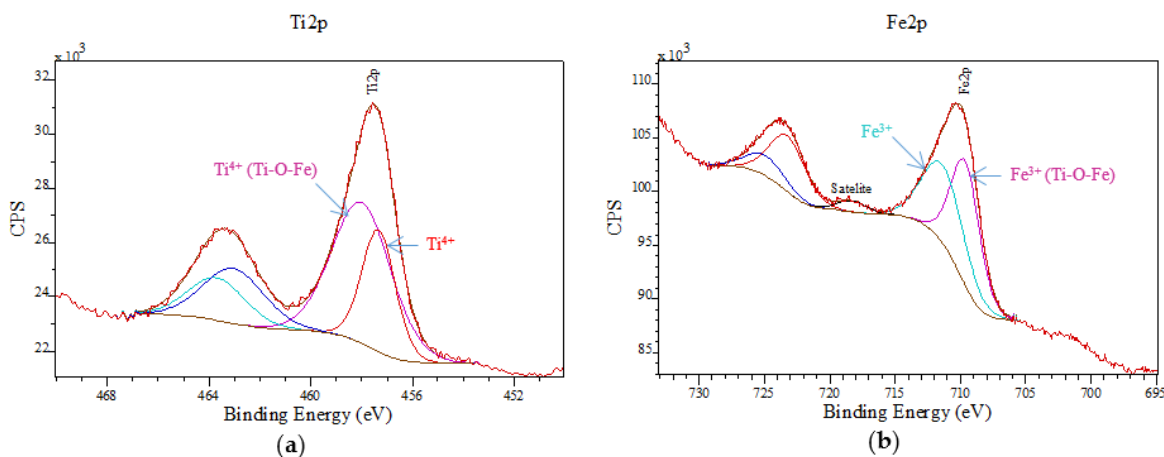 Ti2p
x 10³
Ti2p
32
30
28
26
24
22
CPS
Ti⁴⁺ (Ti-O-Fe)
Ti⁴⁺
468
464
460
456
452
Binding Energy (eV)
(a)
Fe2p
x 10³
Fe2p
110
105
100
95
90
85
CPS
Fe³⁺
Satelite
Fe³⁺ (Ti-O-Fe)
730
725
720
715
710
705
700
695
Binding Energy (eV)
(b)